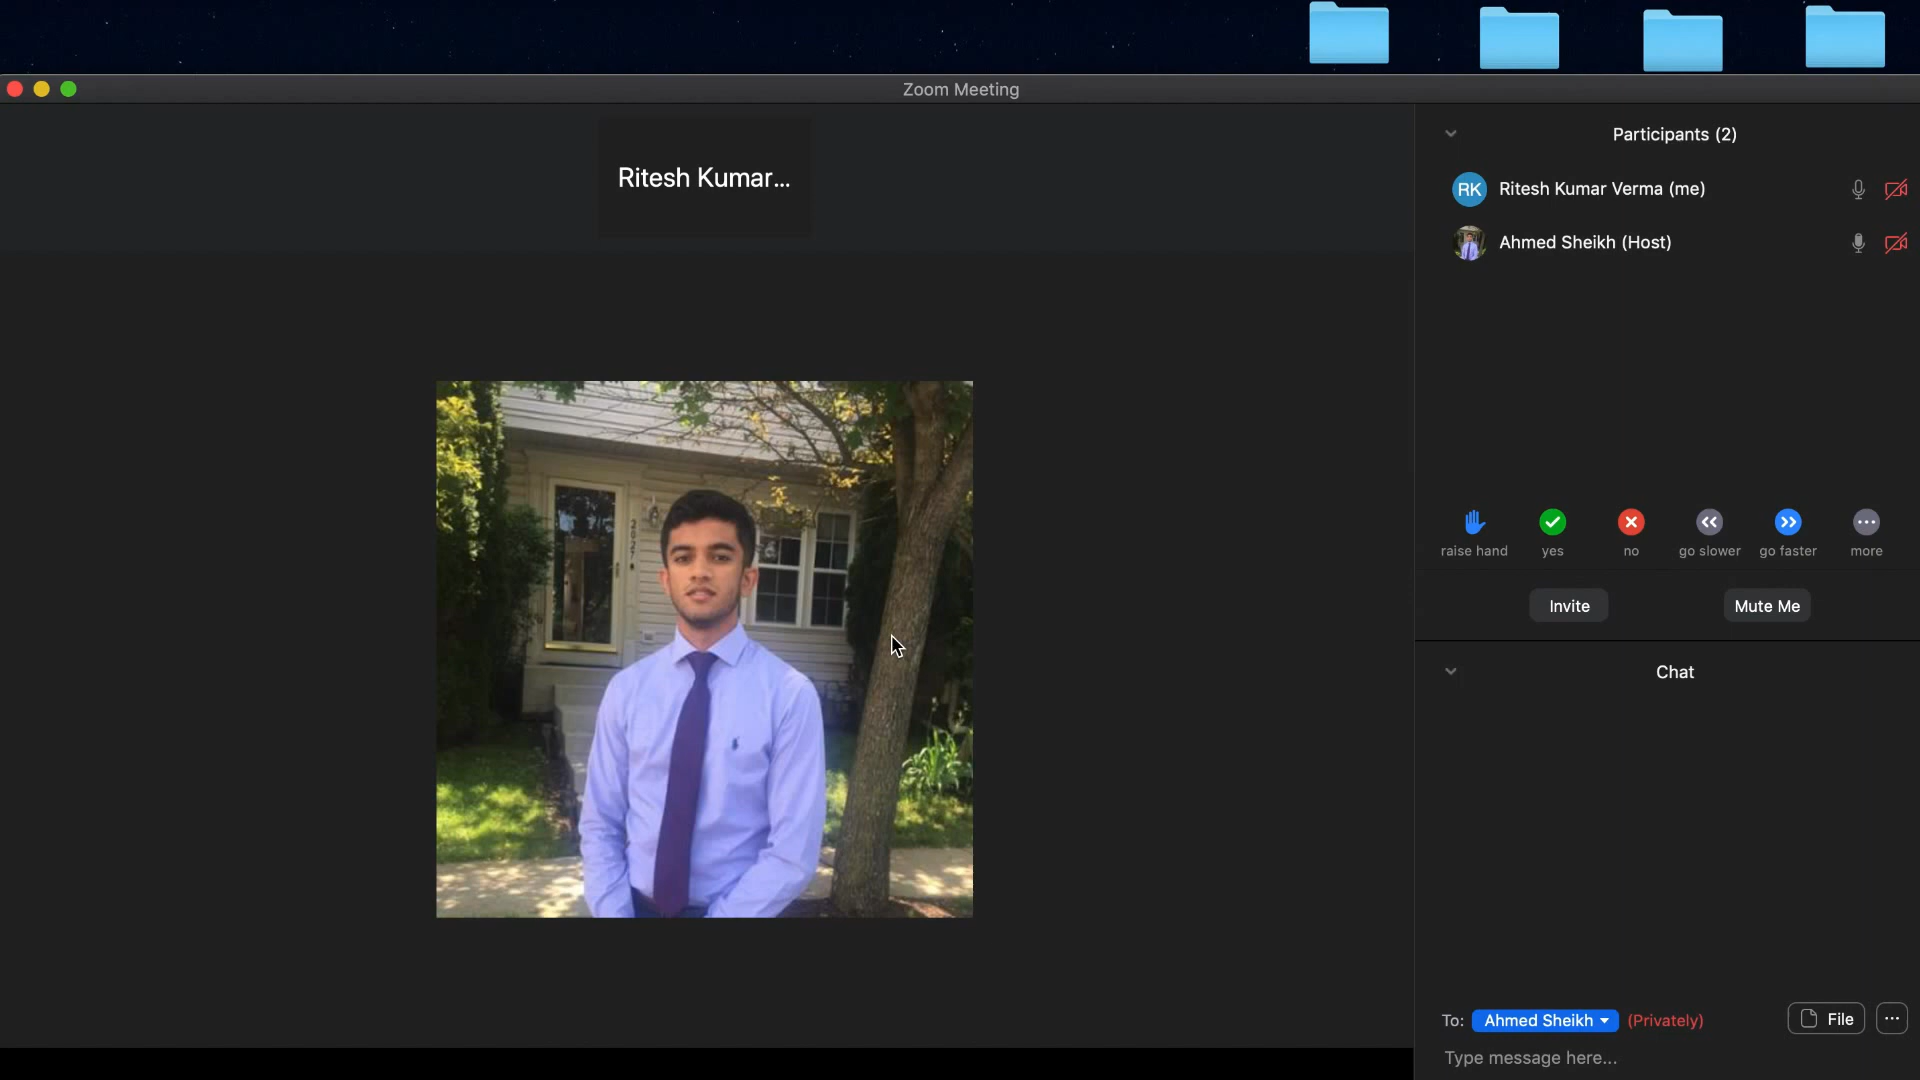 Zoom Meeting
Ritesh Kumar...
Participants (2)
RK Ritesh Kumar Verma (me)
Ahmed Sheikh (Host)
2027
raise hand yes no go slower go faster more
Invite Mute Me
Chat
To: Ahmed Sheikh (Privately) File
Type message here...